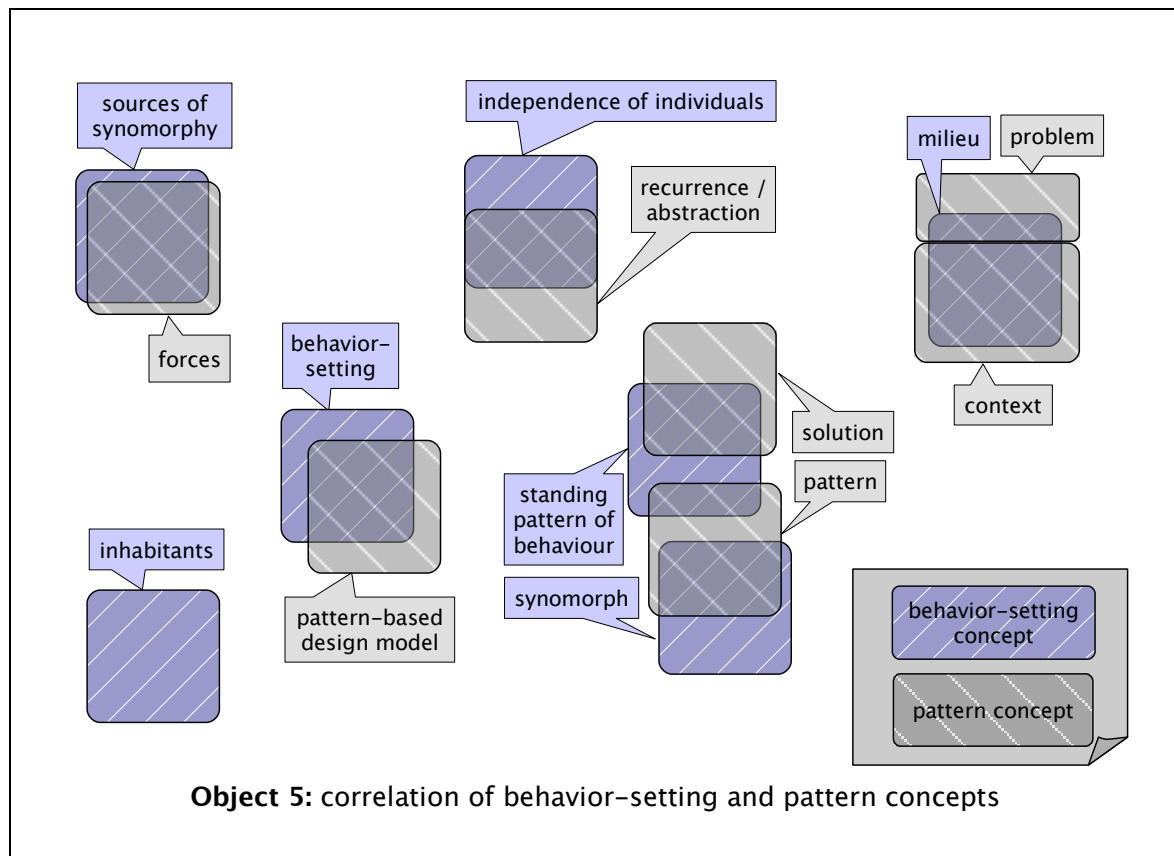 sources of
synomorphy
independence of individuals
milieu
problem
recurrence /
abstraction
forces
behavior-
setting
context
solution
pattern
standing
pattern of
behaviour
inhabitants
synomorph
pattern-based
design model
behavior-setting
concept
pattern concept
Object 5: correlation of behavior-setting and pattern concepts